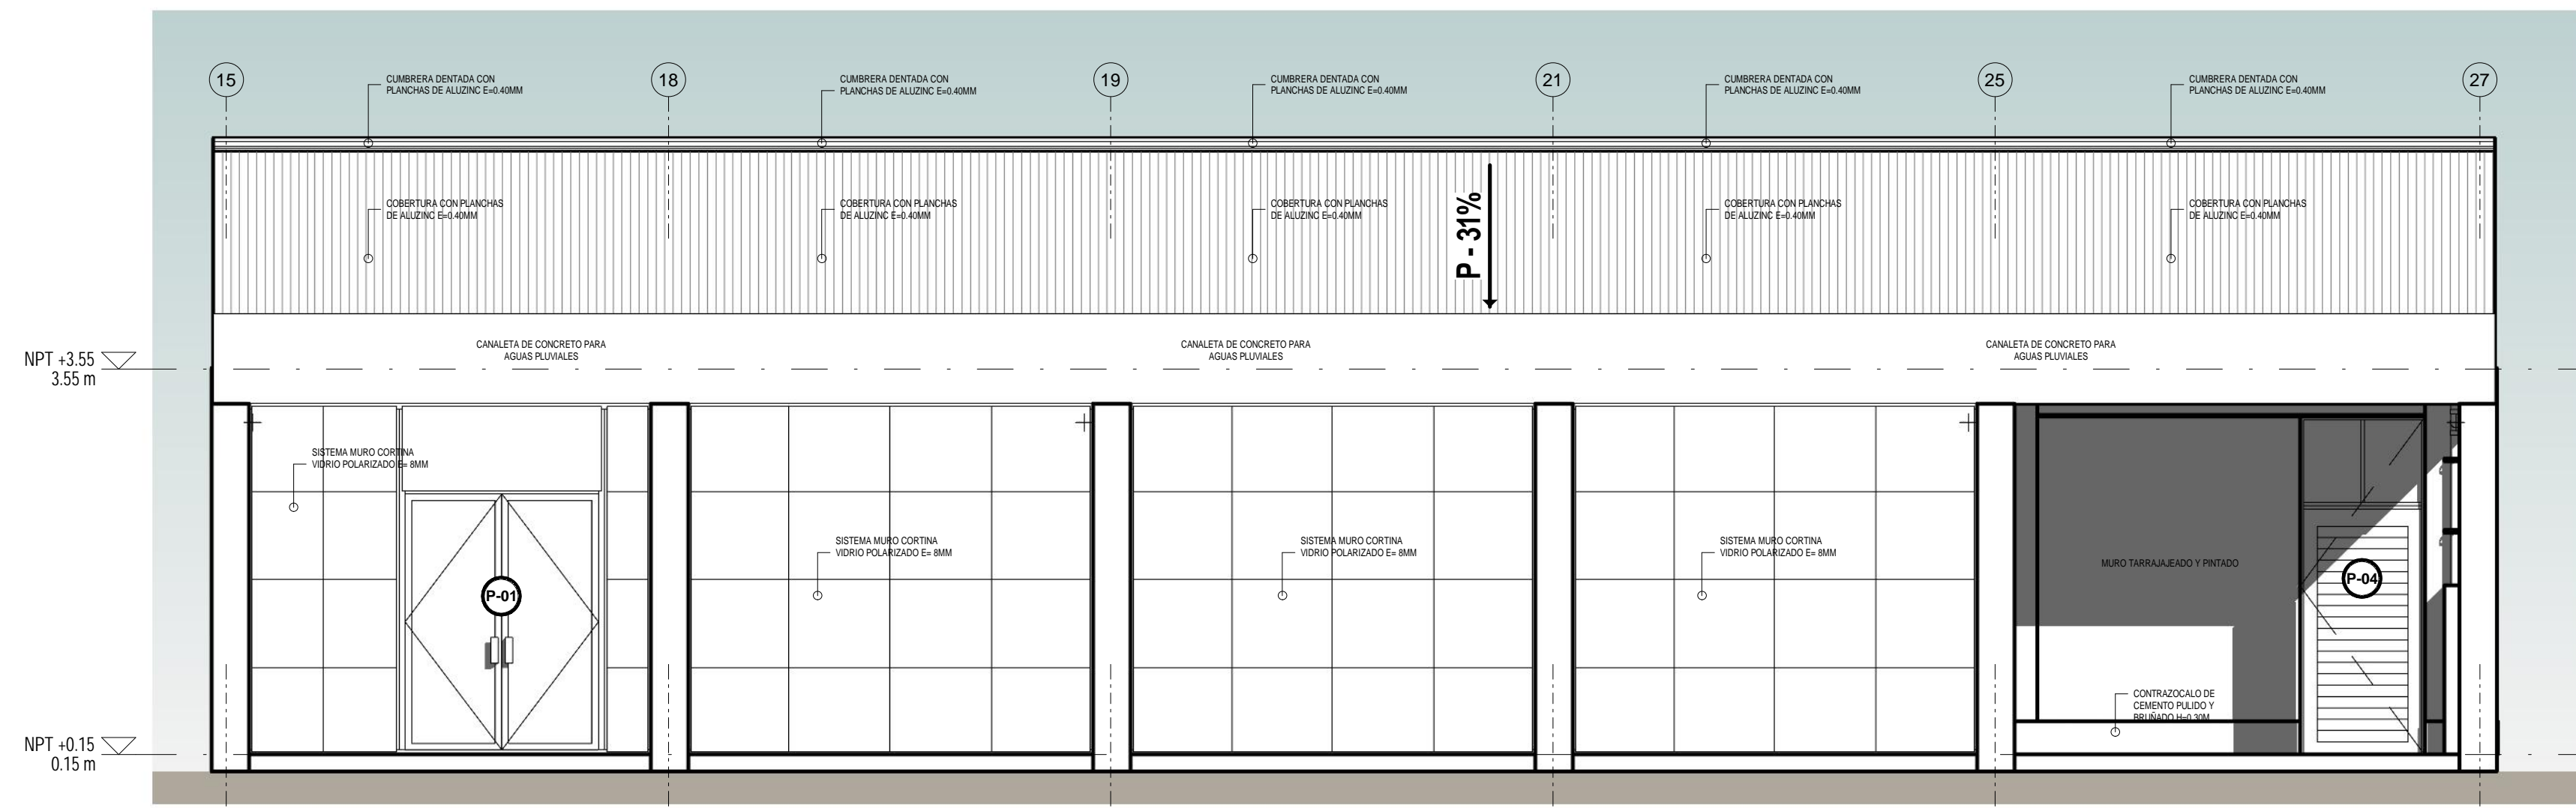 15
18
19
21
25
27
CUMBRERA DENTADA CON
PLANCHAS DE ALUZINC E=0.40MM
CUMBRERA DENTADA CON
PLANCHAS DE ALUZINC E=0.40MM
CUMBRERA DENTADA CON
PLANCHAS DE ALUZINC E=0.40MM
CUMBRERA DENTADA CON
PLANCHAS DE ALUZINC E=0.40MM
CUMBRERA DENTADA CON
PLANCHAS DE ALUZINC E=0.40MM
COBERTURA CON PLANCHAS
DE ALUZINC E=0.40MM
COBERTURA CON PLANCHAS
DE ALUZINC E=0.40MM
COBERTURA CON PLANCHAS
DE ALUZINC E=0.40MM
P - 31%
COBERTURA CON PLANCHAS
DE ALUZINC E=0.40MM
COBERTURA CON PLANCHAS
DE ALUZINC E=0.40MM
CANALETA DE CONCRETO PARA
AGUAS PLUVIALES
CANALETA DE CONCRETO PARA
AGUAS PLUVIALES
CANALETA DE CONCRETO PARA
AGUAS PLUVIALES
NPT +3.55
3.55 m
SISTEMA MURO CORTINA
VIDRIO POLARIZADO E= 8MM
SISTEMA MURO CORTINA
VIDRIO POLARIZADO E= 8MM
SISTEMA MURO CORTINA
VIDRIO POLARIZADO E= 8MM
SISTEMA MURO CORTINA
VIDRIO POLARIZADO E= 8MM
MURO TARRAJAJEADO Y PINTADO
P-01
P-04
CONTRAZOCALO DE
CEMENTO PULIDO Y
BRUÑADO H=0.30M
NPT +0.15
0.15 m